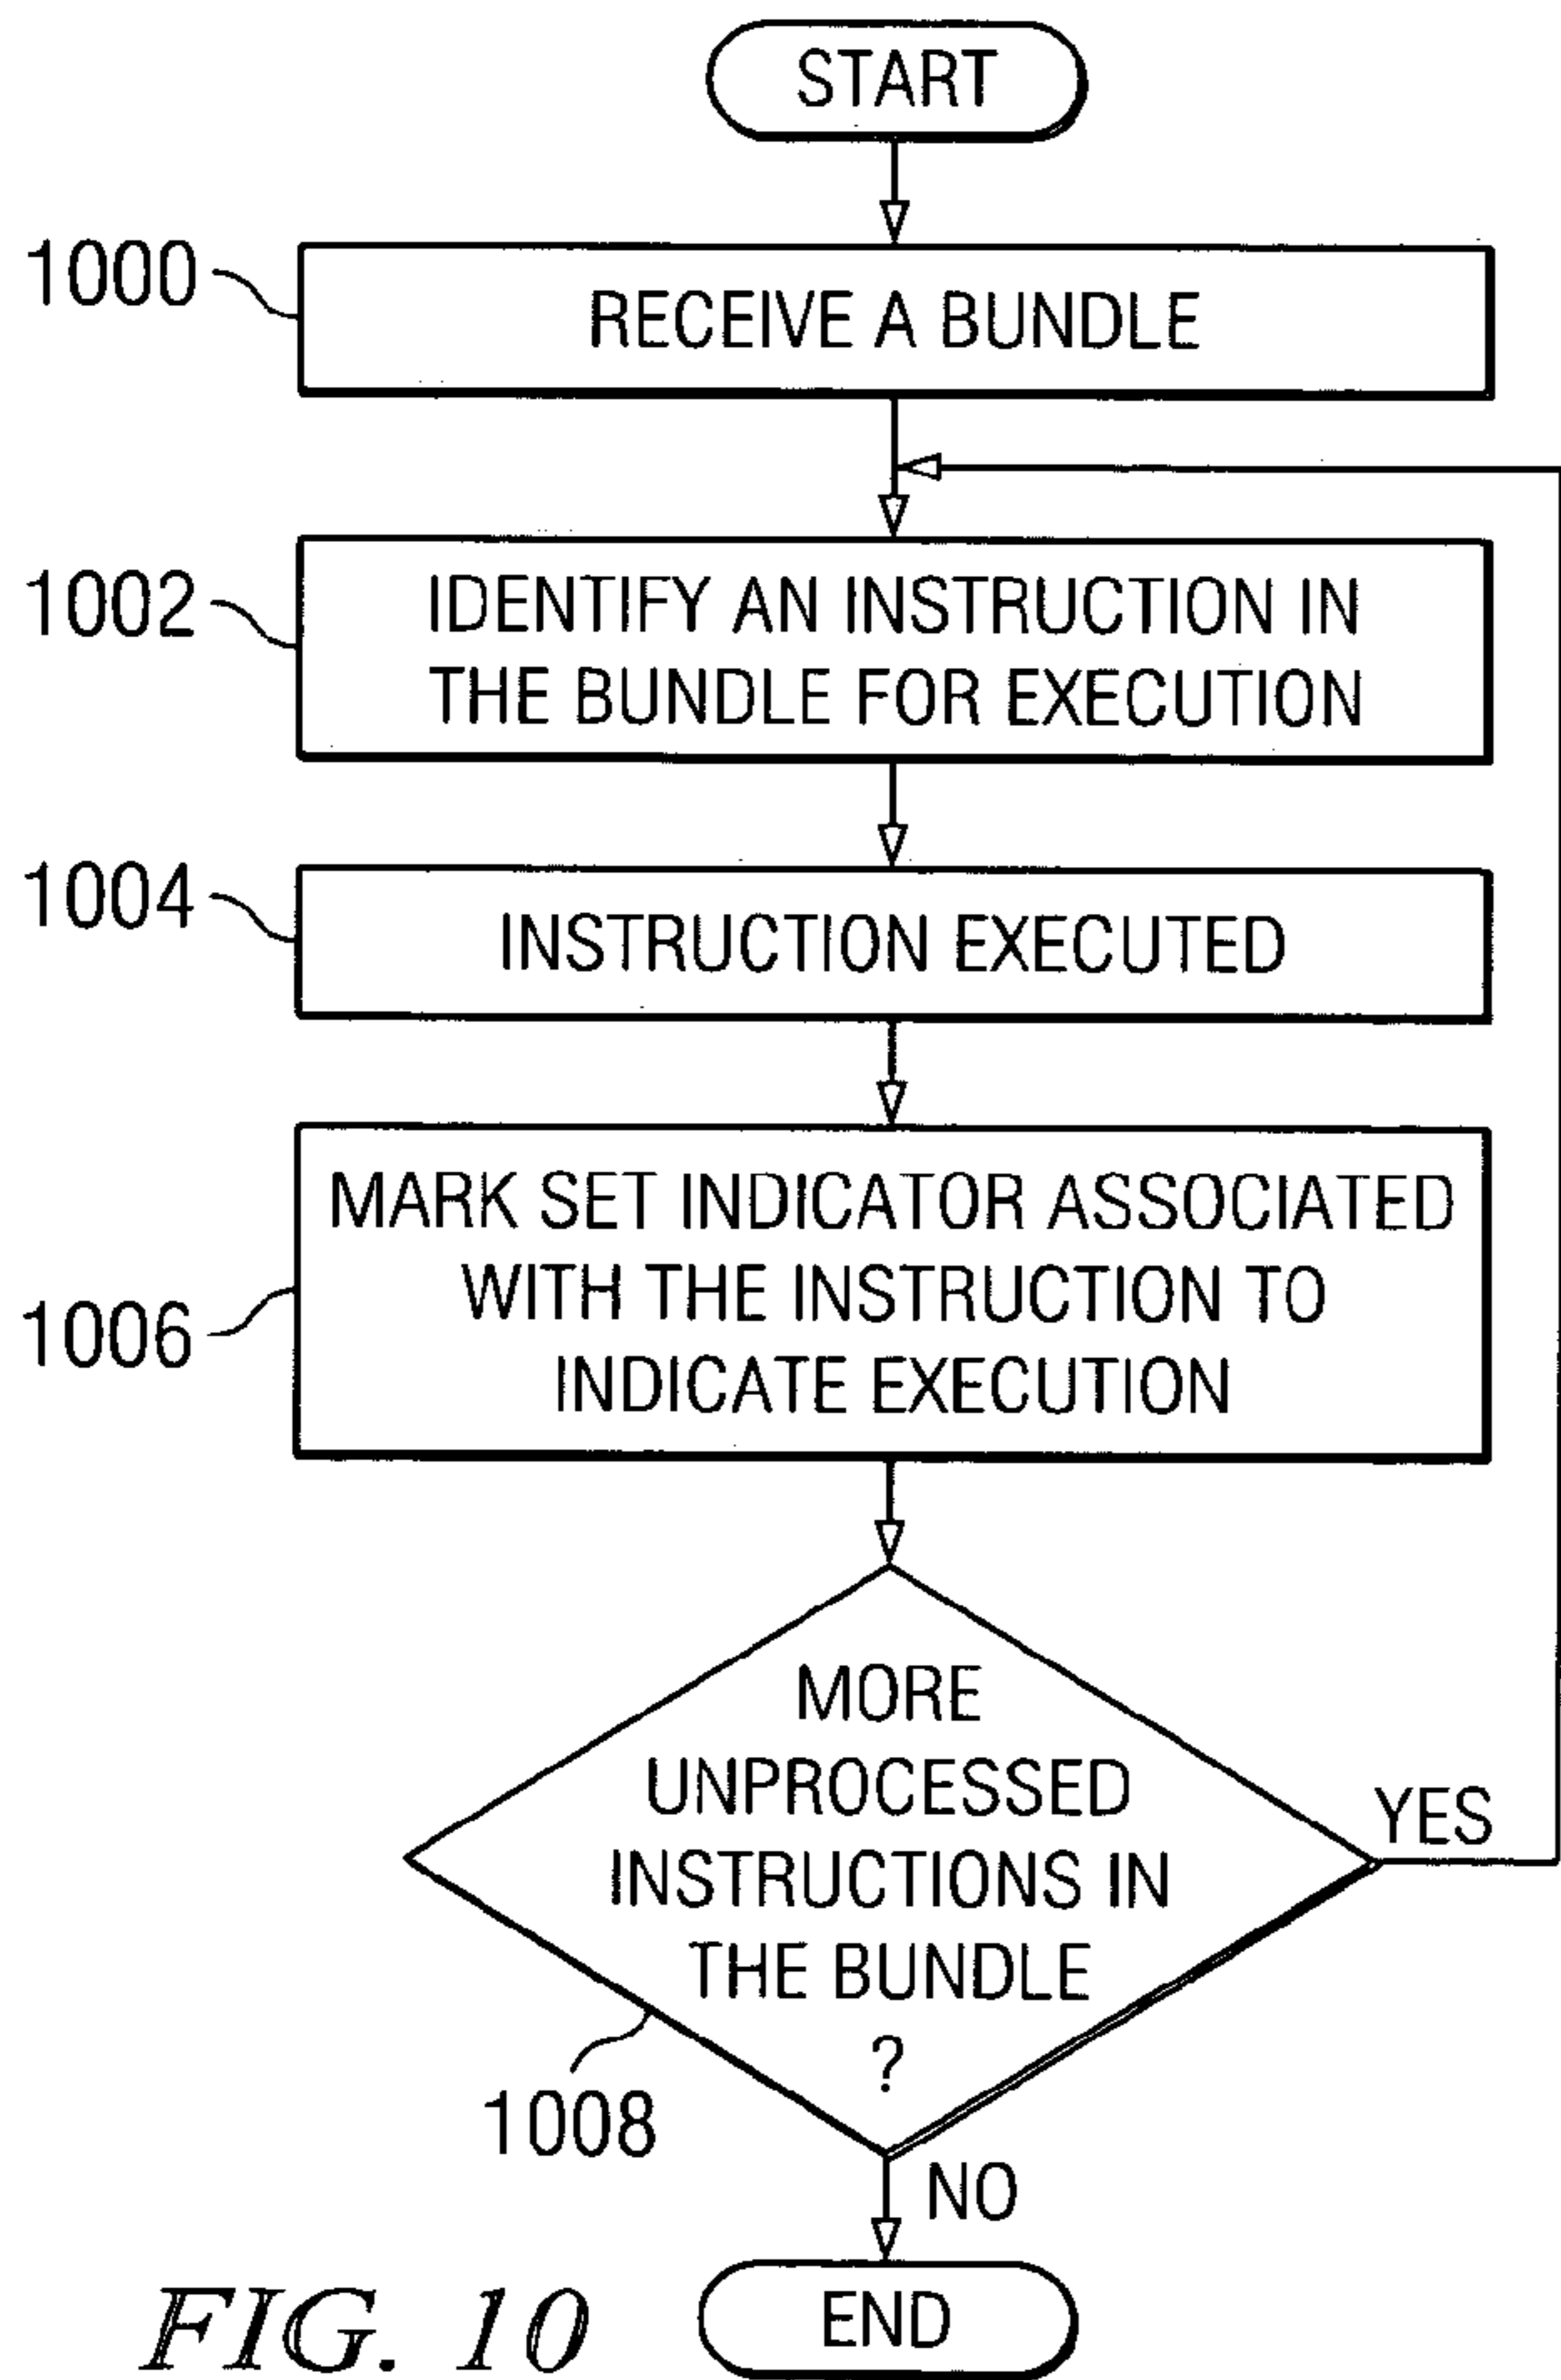 START
1000
RECEIVE A BUNDLE
1002
IDENTIFY AN INSTRUCTION IN
THE BUNDLE FOR EXECUTION
1004
INSTRUCTION EXECUTED
1006
MARK SET INDICATOR ASSOCIATED
WITH THE INSTRUCTION TO
INDICATE EXECUTION
MORE
UNPROCESSED
INSTRUCTIONS IN
THE BUNDLE
?
YES
1008
NO
END
FIG. 10